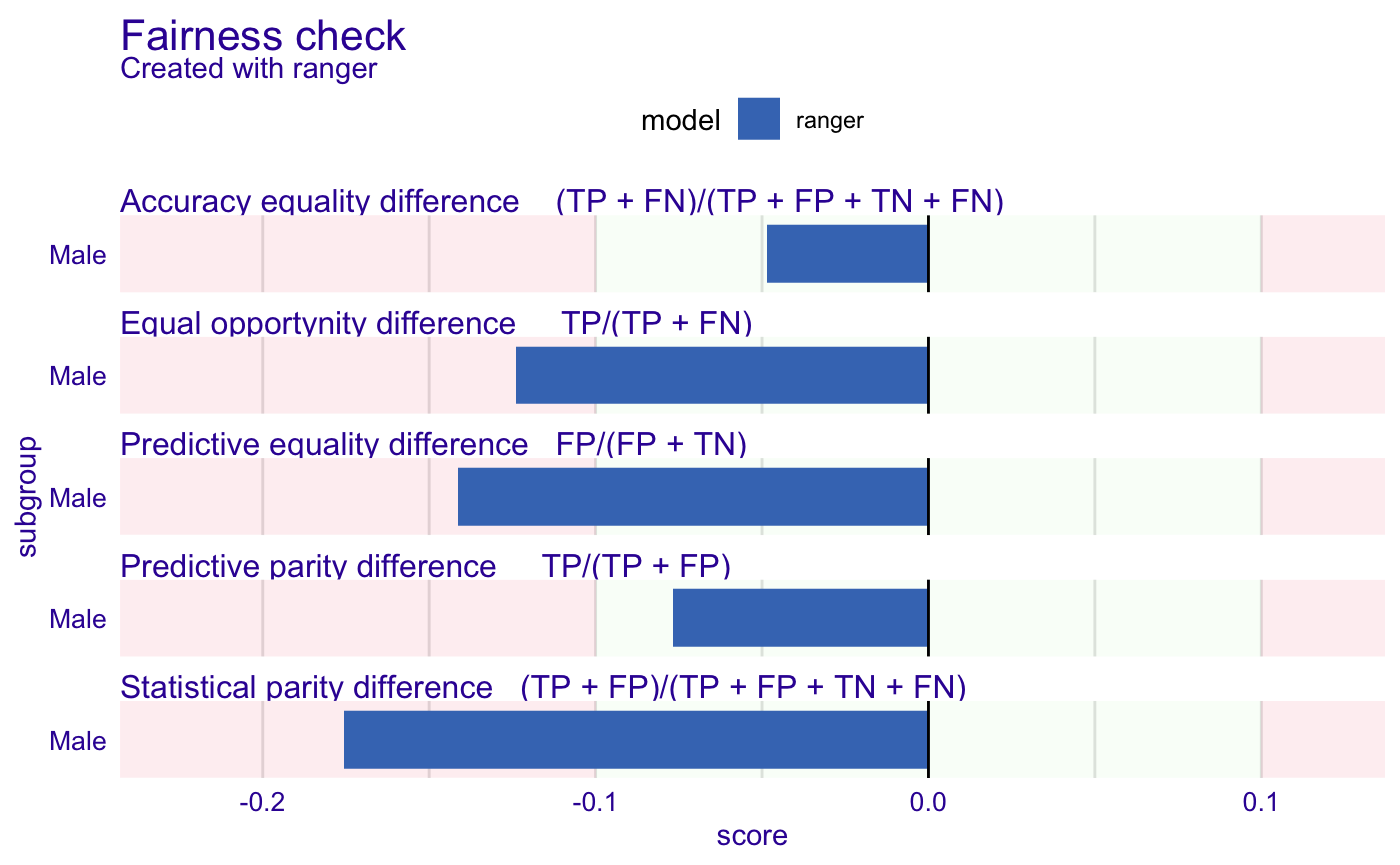 Fairness check
Created with ranger
model ranger
Accuracy equality difference (TP + FN)/(TP + FP + TN + FN)
Male
Equal opportynity difference TP/(TP + FN)
Male
Predictive equality difference FP/(FP + TN)
Male
Predictive parity difference TP/(TP + FP)
Male
Statistical parity difference (TP + FP)/(TP + FP + TN + FN)
Male
subgroup
-0.2 -0.1 0.0 0.1
score